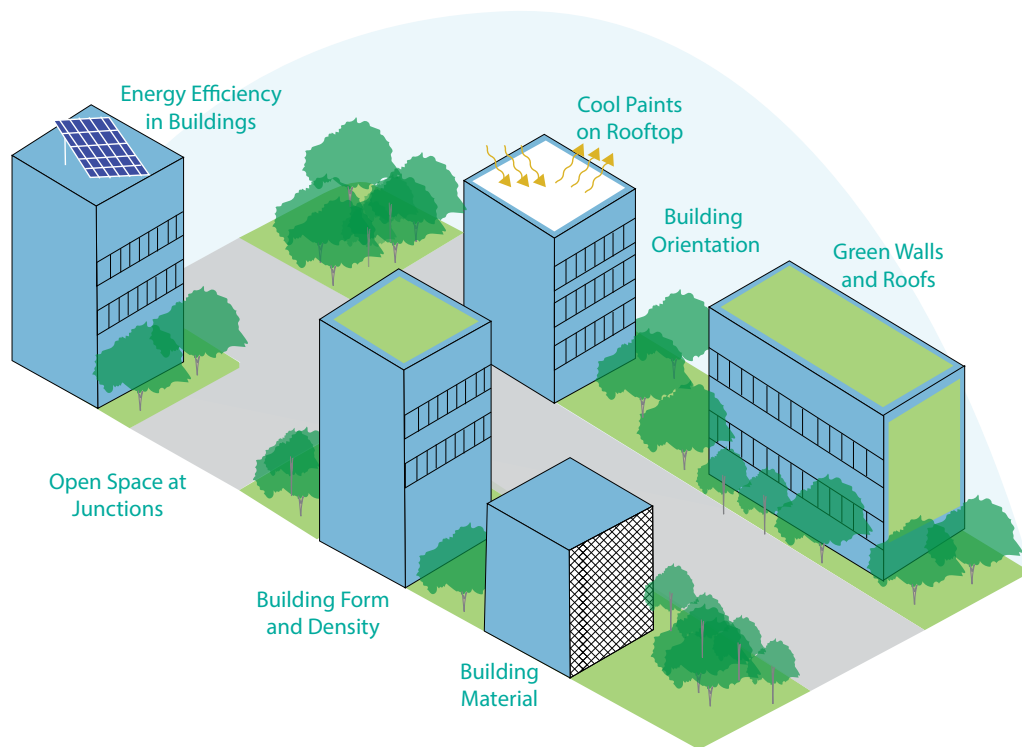 Energy Efficiency
in Buildings
Cool Paints
on Rooftop
Building
Orientation
Green Walls
and Roofs
Open Space at
Junctions
Building Form
and Density
Building
Material